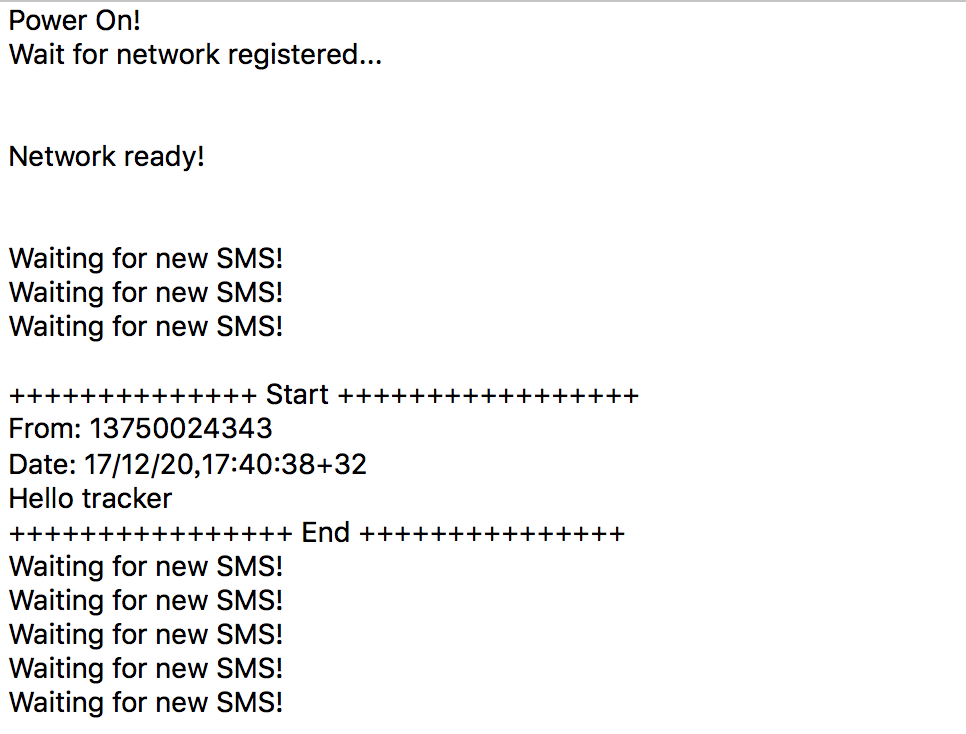 Power On!
Wait for network registered...
Network ready!
Waiting for new SMS!
Waiting for new SMS!
Waiting for new SMS!
++++++++++++++ Start +++++++++++++++++
From: 13750024343
Date: 17/12/20,17:40:38+32
Hello tracker
++++++++++++++++ End +++++++++++++++
Waiting for new SMS!
Waiting for new SMS!
Waiting for new SMS!
Waiting for new SMS!
Waiting for new SMS!